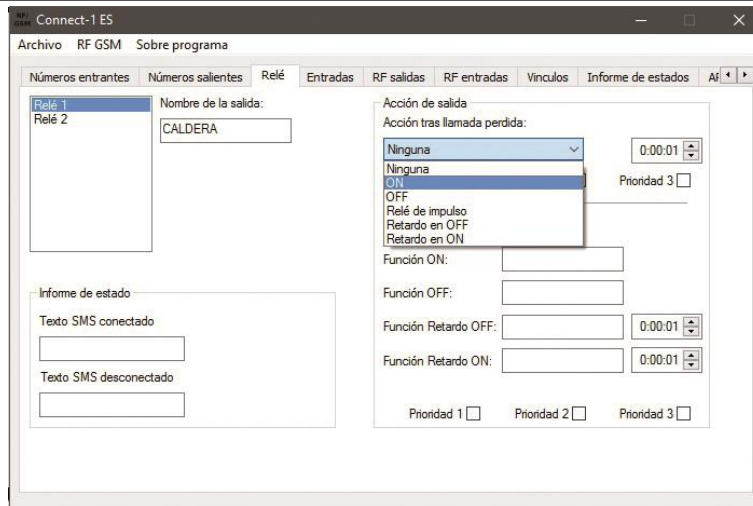 RF/
GSM Connect-1 ES
Archivo RF GSM Sobre programa
Números entrantes Números salientes Relé Entradas RF salidas RF entradas Vinculos Informe de estados
Relé 1
Relé 2
Nombre de la salida:
CALDERA
Acción de salida
Acción tras llamada perdida:
Ninguna 0:00:01
Ninguna
ON
OFF
Relé de impulso
Retardo en OFF
Retardo en ON
Prioridad 3
Función ON:
Función OFF:
Función Retardo OFF: 0:00:01
Función Retardo ON: 0:00:01
Prioridad 1 Prioridad 2 Prioridad 3
Informe de estado
Texto SMS conectado
Texto SMS desconectado